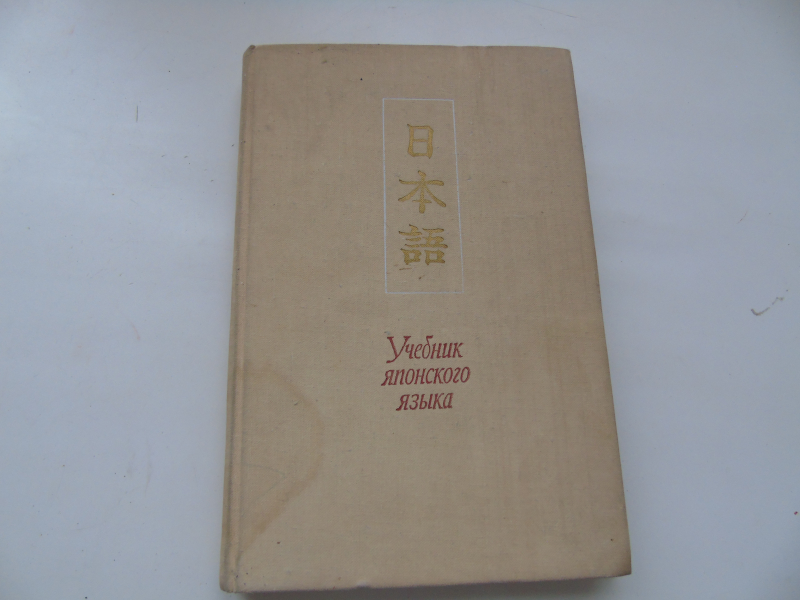 日本語
Учебник
японского
языка